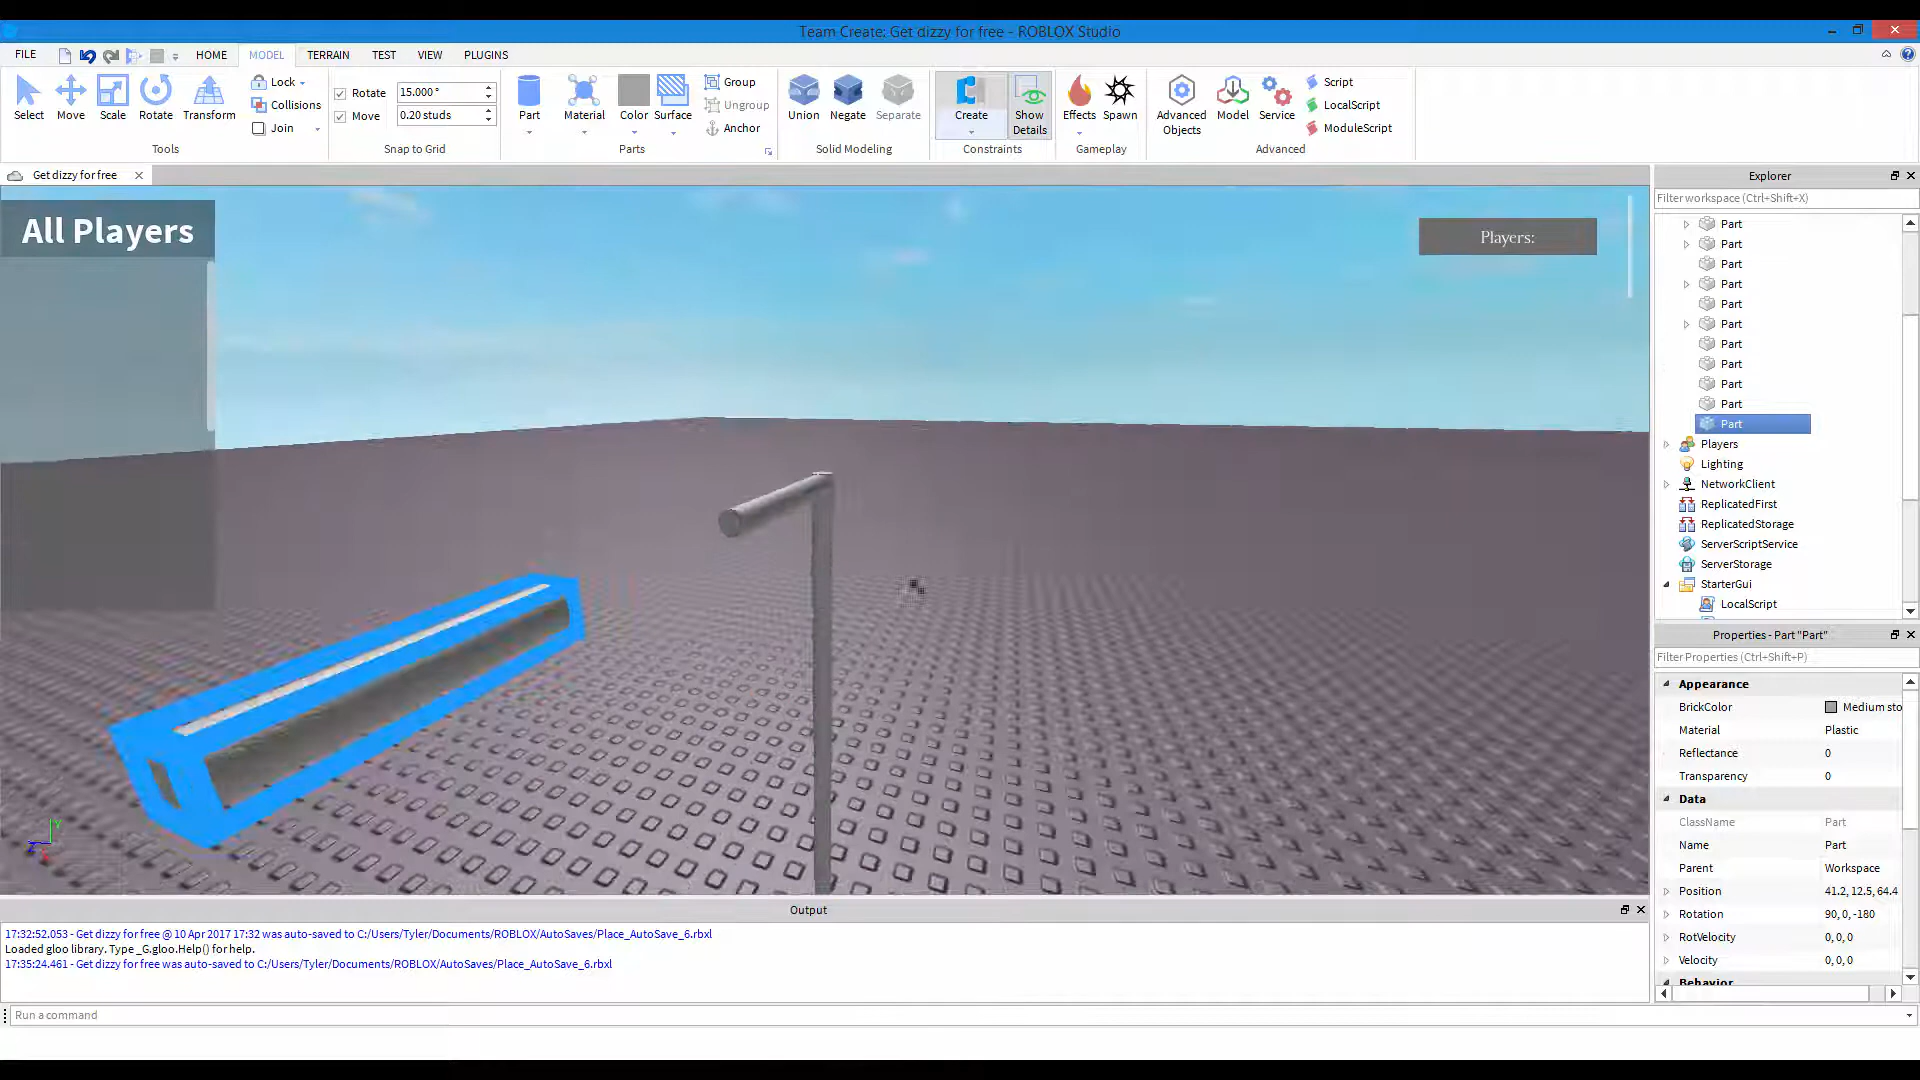 Team Create: Get dizzy for free - ROBLOX Studio
FILE HOME MODEL TERRAIN TEST VIEW PLUGINS
Select Move Scale Rotate Transform
Lock
Collisions
Join
Tools
Rotate 15.000 °
Move 0.20 studs
Snap to Grid
Part Material Color Surface
Group
Ungroup
Anchor
Parts
Union Negate Separate
Solid Modeling
Create Show Details
Constraints
Effects Spawn
Gameplay
Advanced Objects Model Service
Script
LocalScript
ModuleScript
Advanced
Get dizzy for free
All Players
Players:
Explorer
Filter workspace (Ctrl+Shift+X)
Part
Part
Part
Part
Part
Part
Part
Part
Part
Part
Part
Players
Lighting
NetworkClient
ReplicatedFirst
ReplicatedStorage
ServerScriptService
ServerStorage
StarterGui
LocalScript
Properties - Part "Part"
Filter Properties (Ctrl+Shift+P)
Appearance
BrickColor Medium sto
Material Plastic
Reflectance 0
Transparency 0
Data
ClassName Part
Name Part
Parent Workspace
Position 41.2, 12.5, 64.4
Rotation 90, 0, -180
RotVelocity 0, 0, 0
Velocity 0, 0, 0
Behavior
Y
Z
Output
17:32:52.053 - Get dizzy for free @ 10 Apr 2017 17:32 was auto-saved to C:/Users/Tyler/Documents/ROBLOX/AutoSaves/Place_AutoSave_6.rbxl
Loaded gloo library. Type _G.gloo.Help() for help.
17:35:24.461 - Get dizzy for free was auto-saved to C:/Users/Tyler/Documents/ROBLOX/AutoSaves/Place_AutoSave_6.rbxl
Run a command